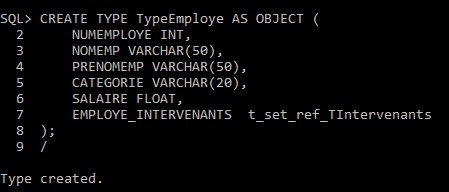 SQL> CREATE TYPE TypeEmploye AS OBJECT (
  2      NUMEMPLOYE INT,
  3      NOMEMP VARCHAR(50),
  4      PRENOMEMP VARCHAR(50),
  5      CATEGORIE VARCHAR(20),
  6      SALAIRE FLOAT,
  7      EMPLOYE_INTERVENANTS  t_set_ref_TIntervenants
  8  );
  9  /
Type created.